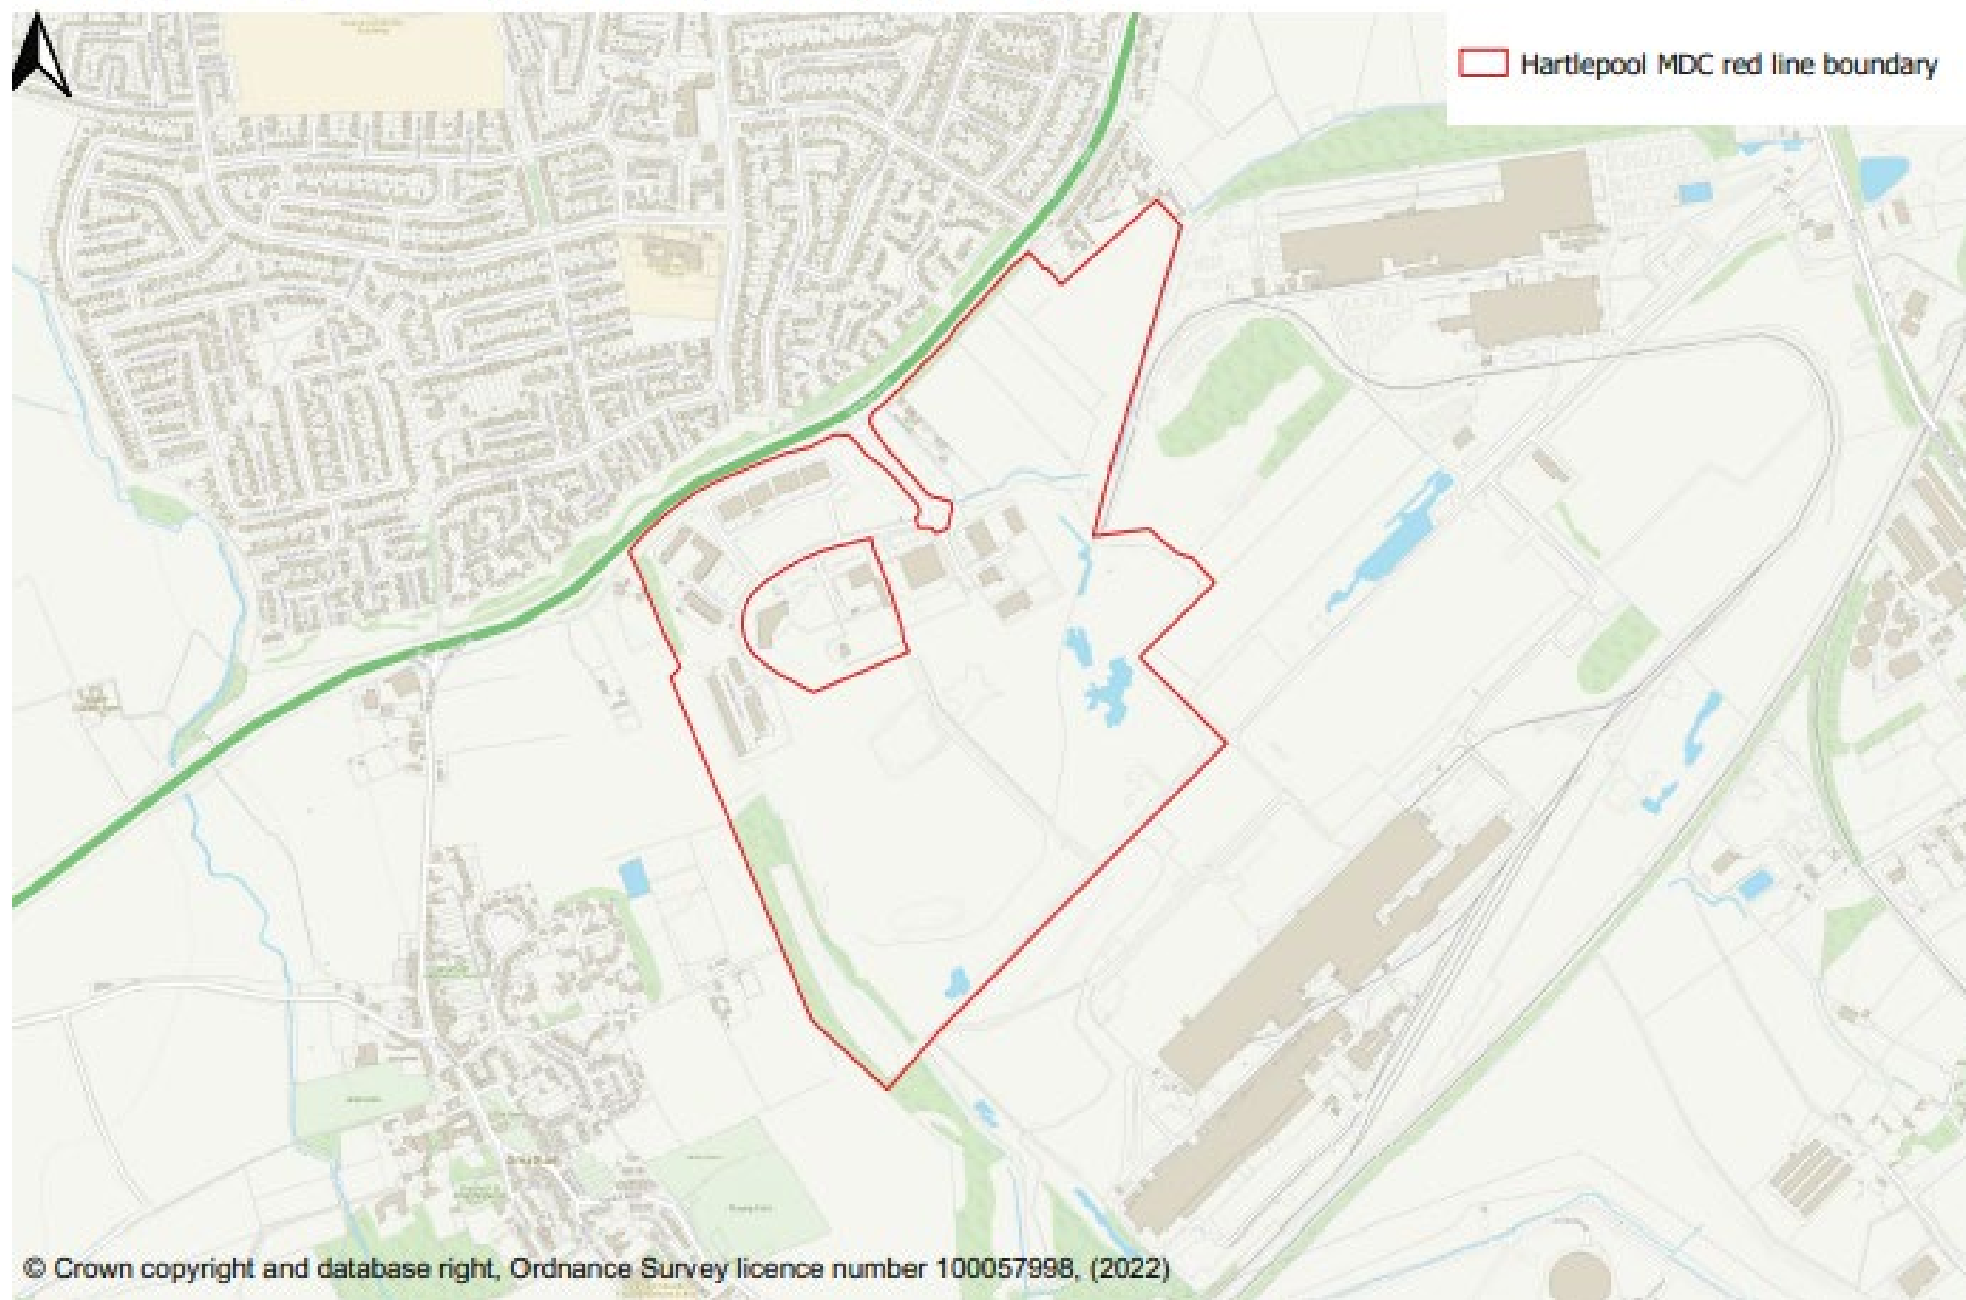 Hartlepool MDC red line boundary
© Crown copyright and database right, Ordnance Survey licence number 100057998, (2022)